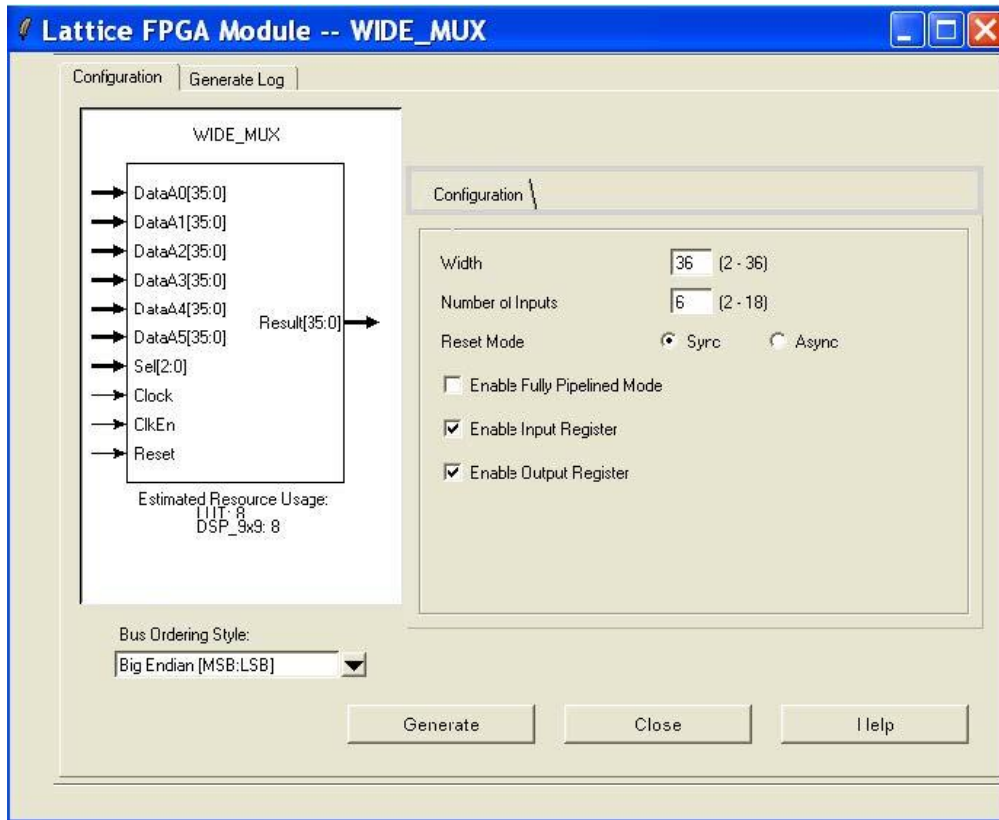 Lattice FPGA Module -- WIDE_MUX
Configuration Generate Log
WIDE_MUX
DataA0[35:0]
DataA1[35:0]
DataA2[35:0]
DataA3[35:0]
DataA4[35:0]
DataA5[35:0]
Result[35:0]
Sel[2:0]
Clock
ClkEn
Reset
Estimated Resource Usage:
LUT: 8
DSP_9x9: 8
Bus Ordering Style:
Big Endian [MSB:LSB]
Configuration
Width 36 (2 - 36)
Number of Inputs 6 (2 - 18)
Reset Mode Sync Async
Enable Fully Pipelined Mode
Enable Input Register
Enable Output Register
Generate Close Help